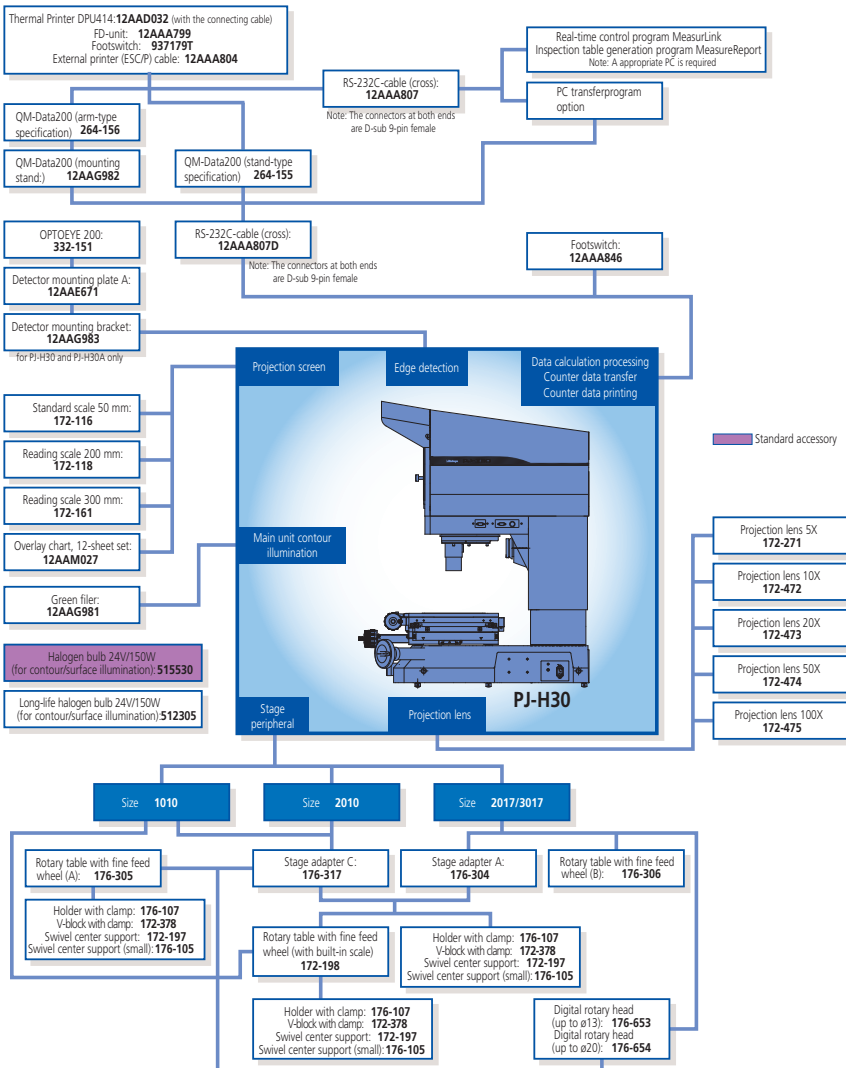 Thermal Printer DPU414:12AAD032 (with the connecting cable)
FD-unit: 12AAA799
Footswitch: 937179T
External printer (ESC/P) cable: 12AAA804
Real-time control program MeasurLink
Inspection table generation program MeasureReport
Note: A appropriate PC is required
RS-232C-cable (cross):
12AAA807
Note: The connectors at both ends
are D-sub 9-pin female
PC transferprogram
option
QM-Data200 (arm-type
specification) 264-156
QM-Data200 (mounting
stand:) 12AAG982
QM-Data200 (stand-type
specification) 264-155
OPTOEYE 200:
332-151
RS-232C-cable (cross):
12AAA807D
Note: The connectors at both ends
are D-sub 9-pin female
Footswitch:
12AAA846
Detector mounting plate A:
12AAE671
Detector mounting bracket:
12AAG983
for PJ-H30 and PJ-H30A only
Projection screen
Edge detection
Data calculation processing
Counter data transfer
Counter data printing
Standard scale 50 mm:
172-116
Reading scale 200 mm:
172-118
Reading scale 300 mm:
172-161
Overlay chart, 12-sheet set:
12AAM027
Green filer:
12AAG981
Halogen bulb 24V/150W
(for contour/surface illumination):515530
Long-life halogen bulb 24V/150W
(for contour/surface illumination):512305
Main unit contour
illumination
Standard accessory
Projection lens 5X
172-271
Projection lens 10X
172-472
Projection lens 20X
172-473
Projection lens 50X
172-474
Projection lens 100X
172-475
PJ-H30
Stage
peripheral
Projection lens
Size 1010
Size 2010
Size 2017/3017
Rotary table with fine feed
wheel (A): 176-305
Stage adapter C:
176-317
Stage adapter A:
176-304
Rotary table with fine feed
wheel (B): 176-306
Holder with clamp: 176-107
V-block with clamp: 172-378
Swivel center support: 172-197
Swivel center support (small):176-105
Rotary table with fine feed
wheel (with built-in scale)
172-198
Holder with clamp: 176-107
V-block with clamp: 172-378
Swivel center support: 172-197
Swivel center support (small):176-105
Holder with clamp: 176-107
V-block with clamp: 172-378
Swivel center support: 172-197
Swivel center support (small):176-105
Digital rotary head
(up to ø13): 176-653
Digital rotary head
(up to ø20): 176-654